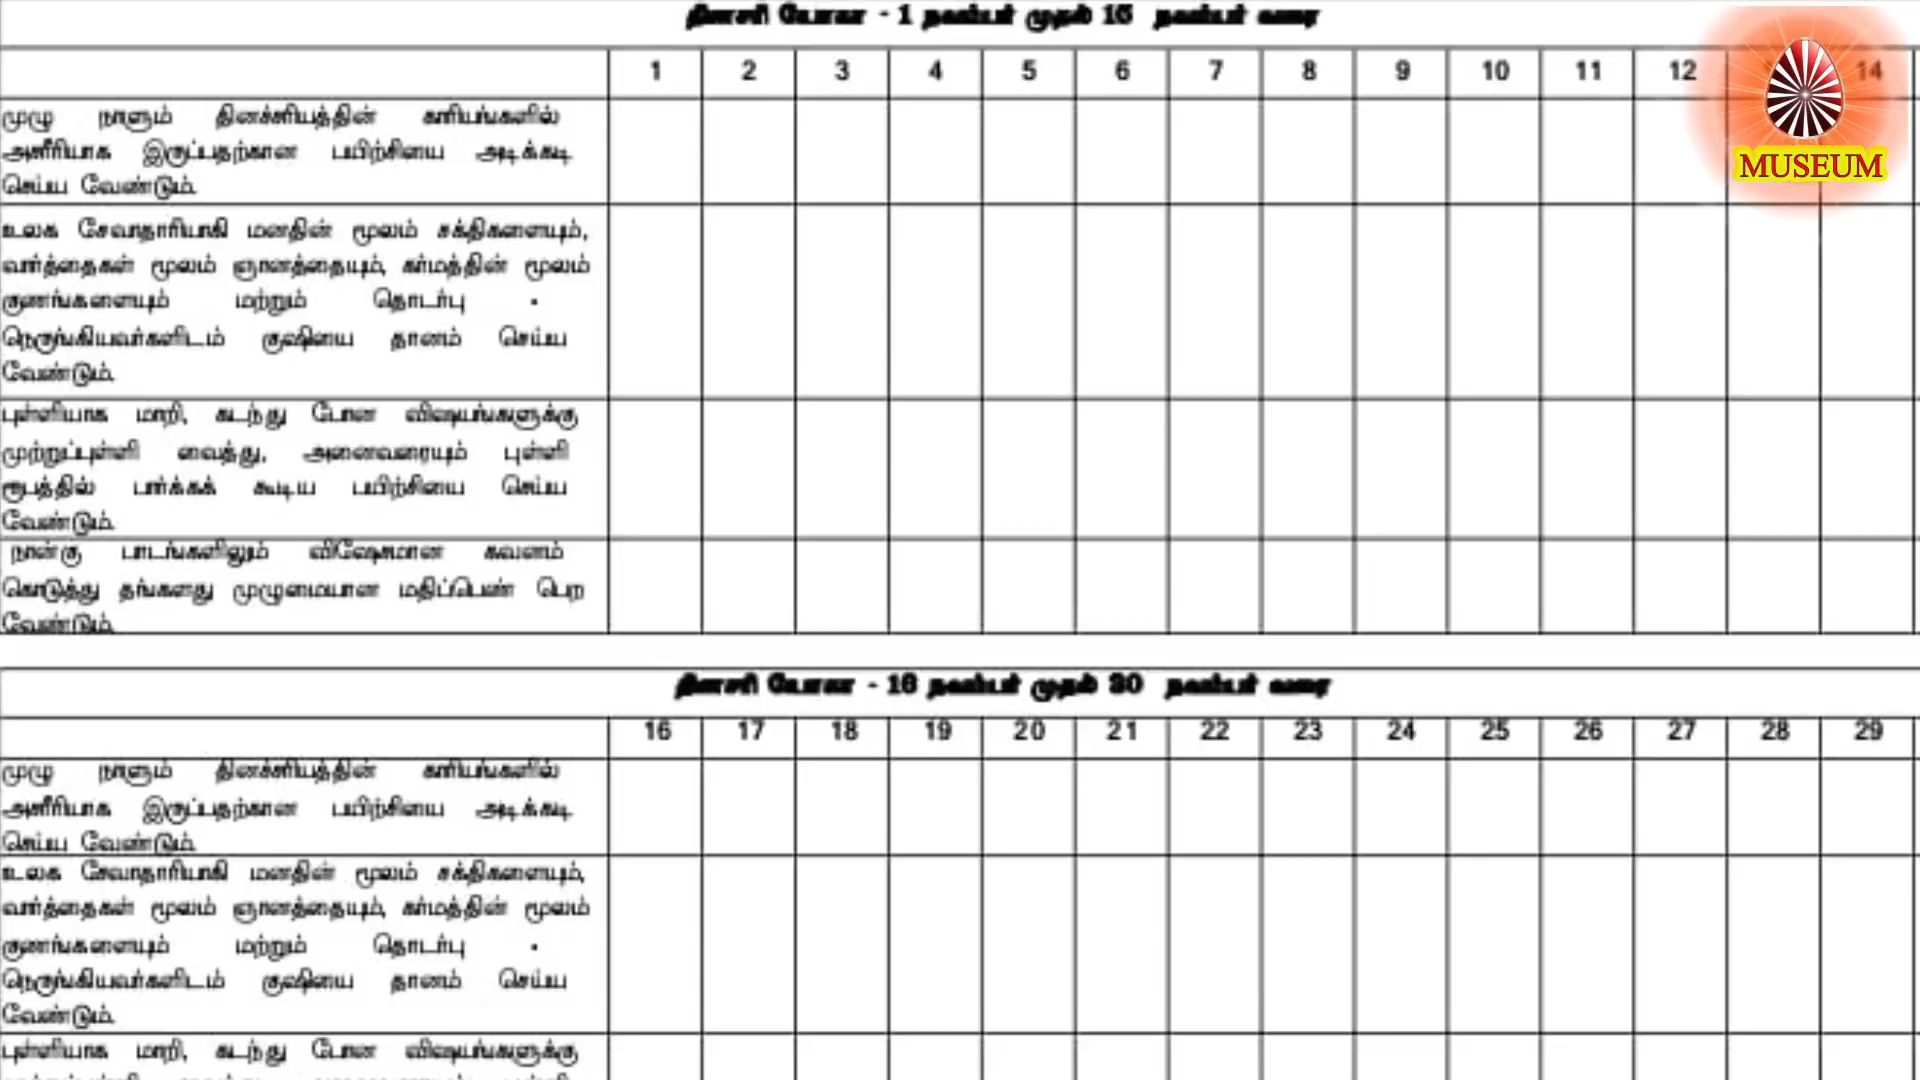 தினசரி யோகா - 1 நவம்பர் முதல் 15 நவம்பர் வரை
1 2 3 4 5 6 7 8 9 10 11 12 14
MUSEUM
முழு நாளும் தினச்சரியத்தின் காரியங்களில்
அசீரியாக இருப்பதற்கான பயிற்சியை அடிக்கடி
செய்ய வேண்டும்.
உலக சேவாதாரியாகி மனதின் மூலம் சக்திகளையும்,
வார்த்தைகள் மூலம் ஞானத்தையும், கர்மத்தின் மூலம்
குணங்களையும் மற்றும் தொடர்பு -
நெருங்கியவர்களிடம் குஷியை தானம் செய்ய
வேண்டும்.
புள்ளியாக மாறி, கடந்து போன விஷயங்களுக்கு
முற்றுப்புள்ளி வைத்து, அனைவரையும் புள்ளி
ரூபத்தில் பார்க்கக் கூடிய பயிற்சியை செய்ய
வேண்டும்.
நான்கு பாடங்களிலும் விஷேசமான கவனம்
கொடுத்து தங்களது முழுமையான மதிப்பெண் பெற
வேண்டும்.
தினசரி யோகா - 16 நவம்பர் முதல் 30 நவம்பர் வரை
16 17 18 19 20 21 22 23 24 25 26 27 28 29
முழு நாளும் தினச்சரியத்தின் காரியங்களில்
அசீரியாக இருப்பதற்கான பயிற்சியை அடிக்கடி
செய்ய வேண்டும்.
உலக சேவாதாரியாகி மனதின் மூலம் சக்திகளையும்,
வார்த்தைகள் மூலம் ஞானத்தையும், கர்மத்தின் மூலம்
குணங்களையும் மற்றும் தொடர்பு -
நெருங்கியவர்களிடம் குஷியை தானம் செய்ய
வேண்டும்.
புள்ளியாக மாறி, கடந்து போன விஷயங்களுக்கு